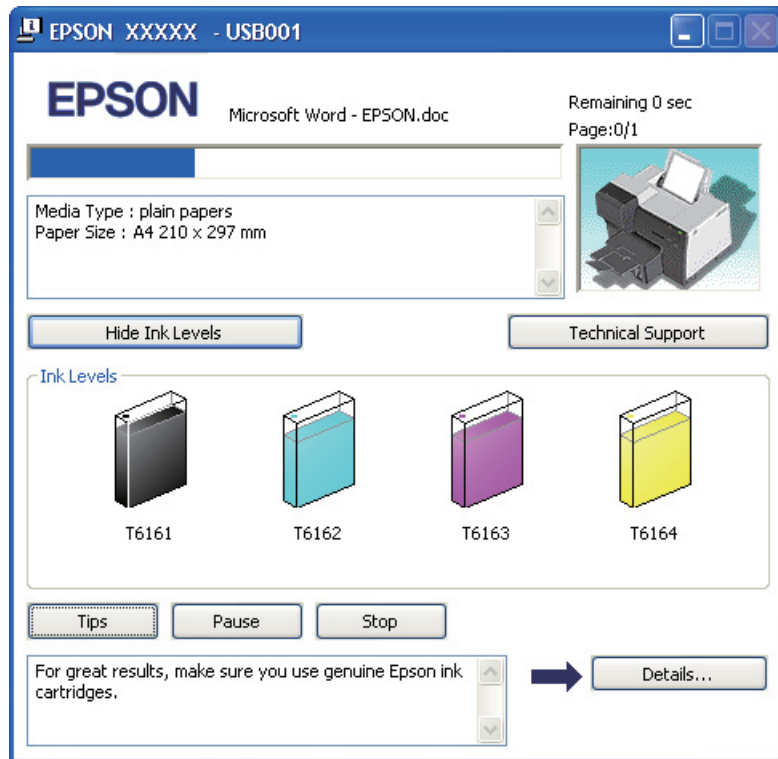 EPSON XXXXX - USB001
EPSON
Microsoft Word - EPSON.doc
Remaining 0 sec
Page:0/1
Media Type : plain papers
Paper Size : A4 210 x 297 mm
Hide Ink Levels
Technical Support
Ink Levels
T6161
T6162
T6163
T6164
Tips
Pause
Stop
For great results, make sure you use genuine Epson ink
cartridges.
Details...